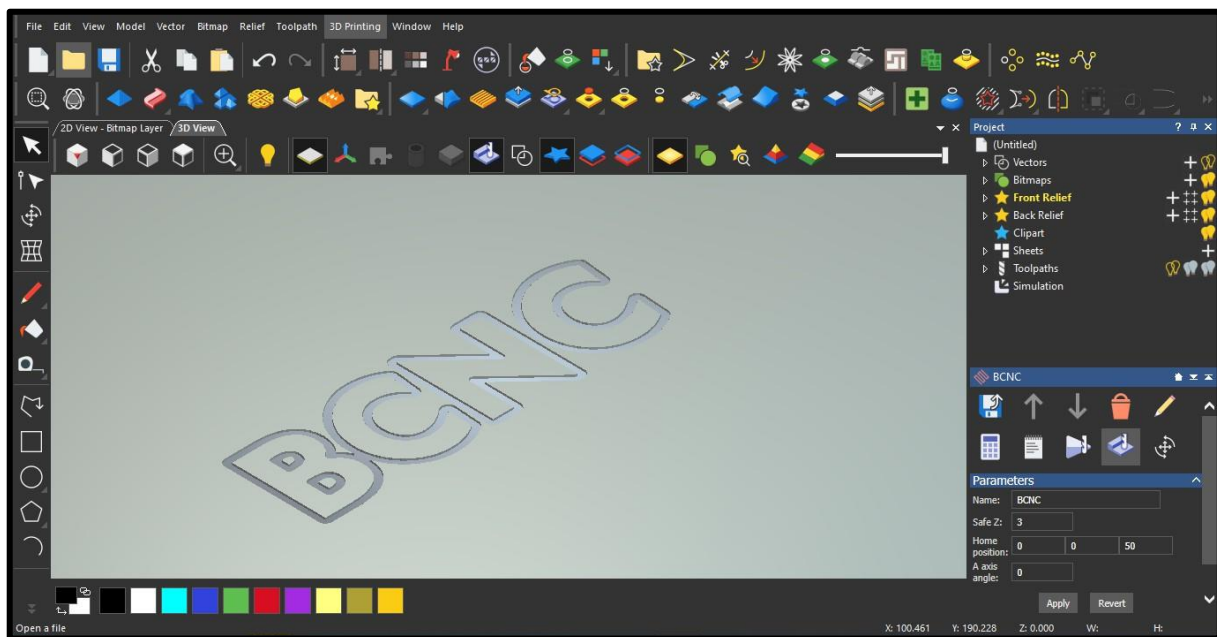 File Edit View Model Vector Bitmap Relief Toolpath 3D Printing Window Help
2D View - Bitmap Layer 3D View
BCNC
Project
(Untitled)
Vectors
Bitmaps
Front Relief
Back Relief
Clipart
Sheets
Toolpaths
Simulation
BCNC
Parameters
Name: BCNC
Safe Z: 3
Home position: 0 0 50
A axis angle: 0
Apply Revert
Open a file X: 100.461 Y: 190.228 Z: 0.000 W: H: